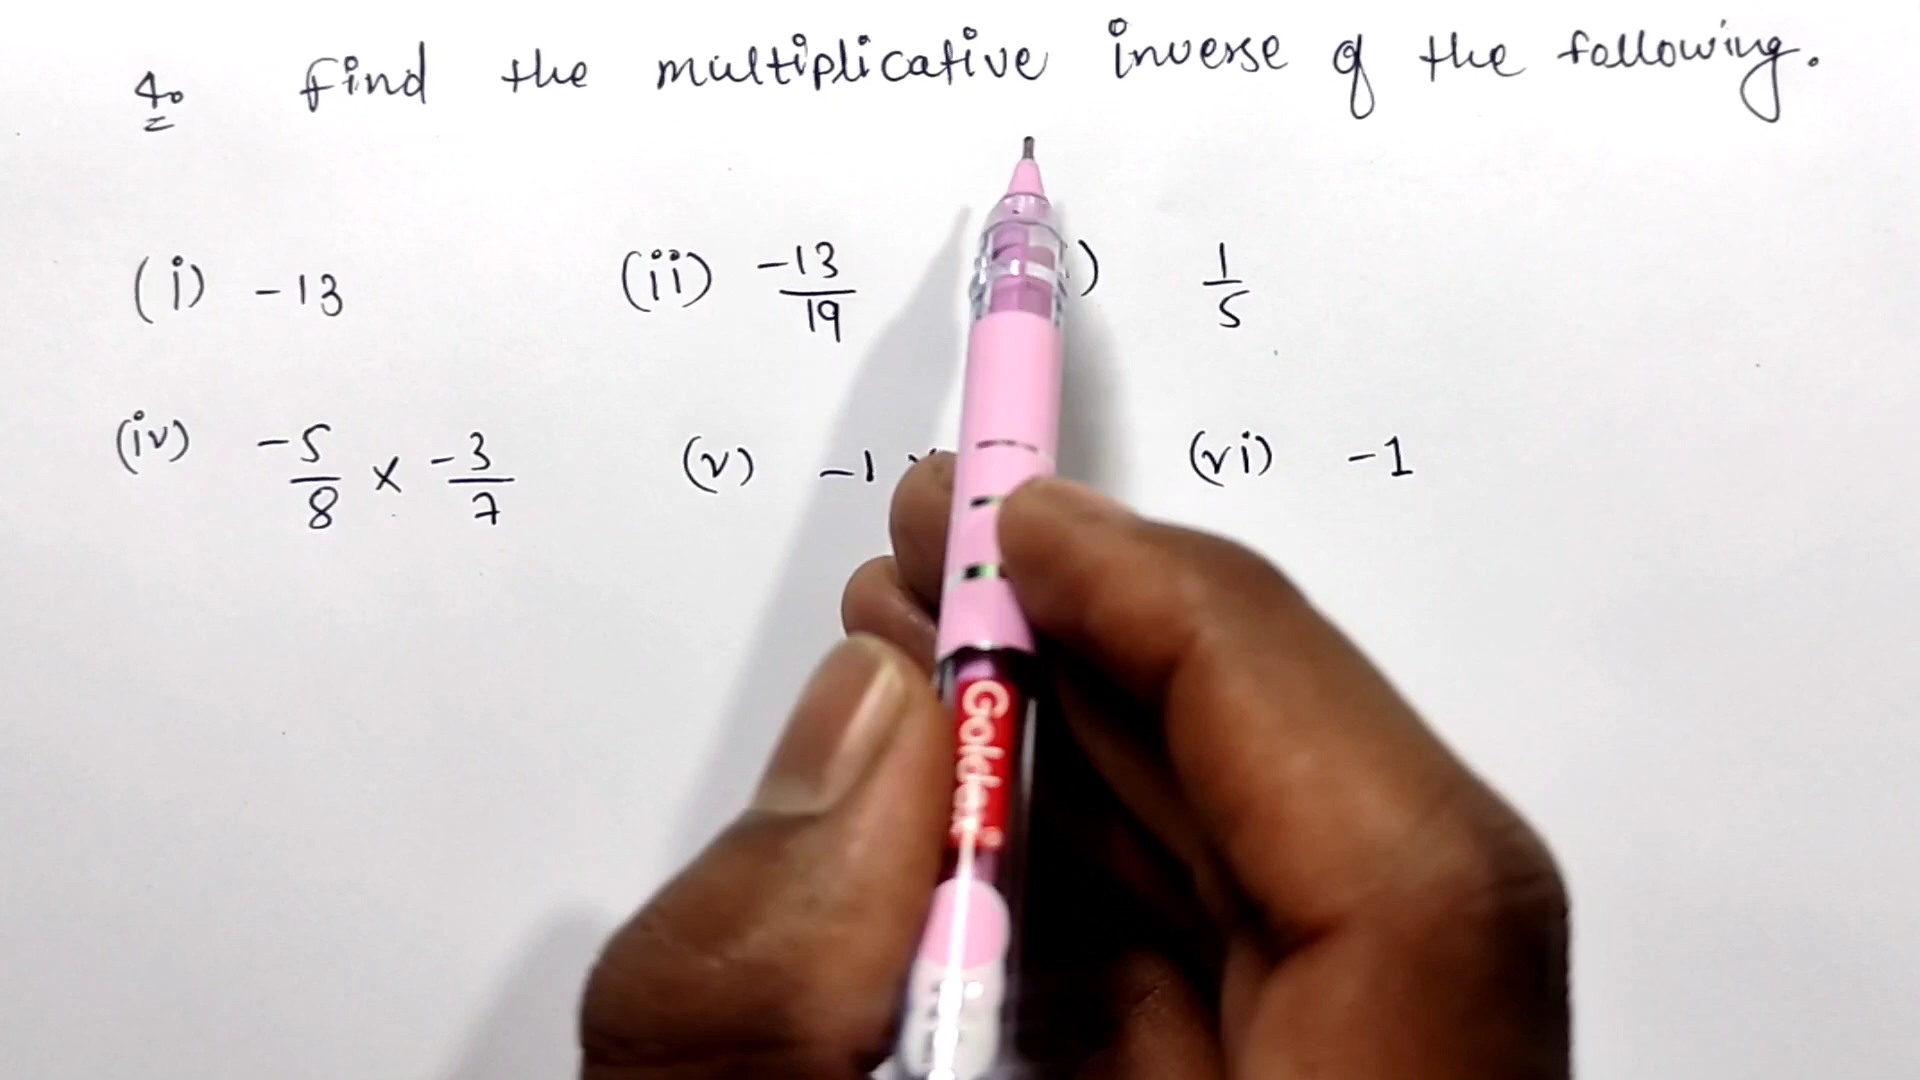 4. Find the multiplicative inverse of the following.
(i) -13 (ii) -13/19 ) 1/5
(iv) -5/8 × -3/7 (v) -1 (vi) -1
Goldex